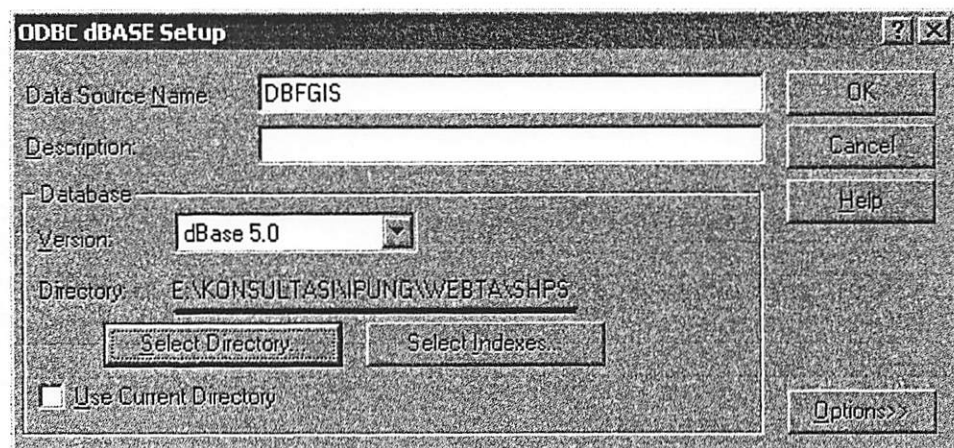 ODBC dBASE Setup
Data Source Name: DBFGIS
OK
Description:
Cancel
Help
Database
Version: dBase 5.0
Directory: E:\KONSULTASI\IPUNG\WEBTA\SHPS
Select Directory... Select Indexes...
Use Current Directory
Options>>